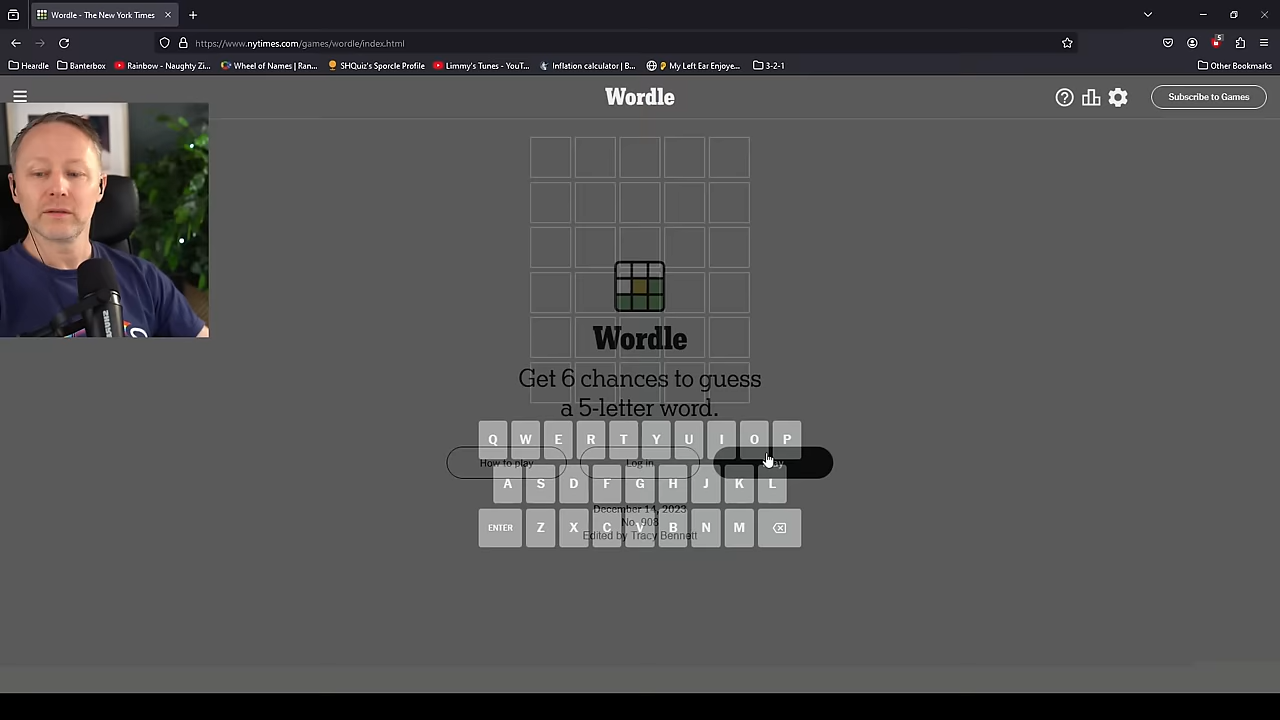 Wordle - The New York Times
https://www.nytimes.com/games/wordle/index.html
5
Heardle
Banterbox
Rainbow - Naughty Zi...
Wheel of Names | Ran...
SHQuiz's Sporcle Profile
Limmy's Tunes - YouT...
Inflation calculator | B...
My Left Ear Enjoye...
3-2-1
Other Bookmarks
Wordle
Subscribe to Games
Wordle
Get 6 chances to guess
a 5-letter word.
Q W E R T Y U I O P
How to play
Log in
A S D F G H J K L
December 14, 2023
No. 908
ENTER Z X C V B N M
Edited by Tracy Bennett